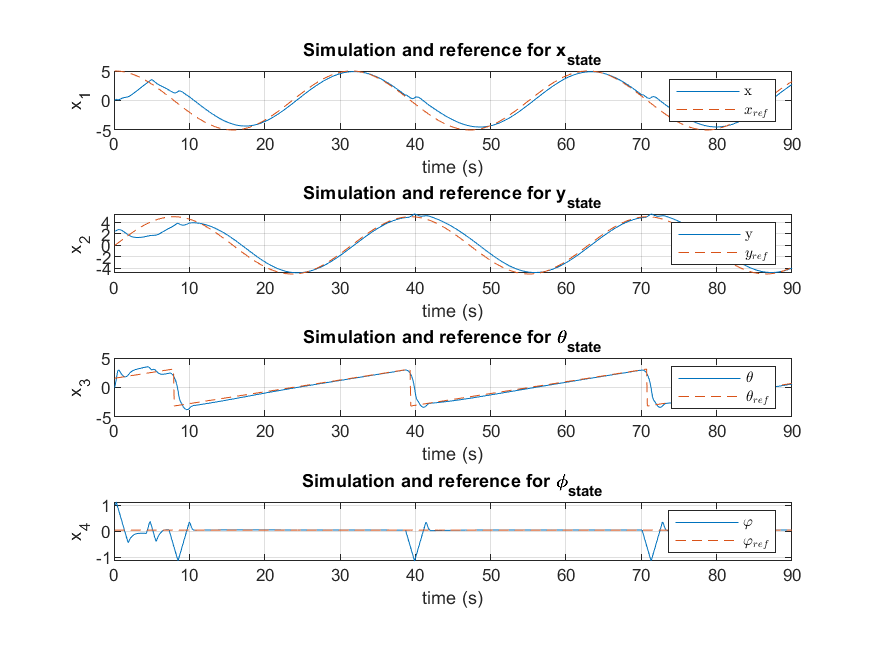 Simulation and reference for x_state
5
0
-5
x_1
0 10 20 30 40 50 60 70 80 90
time (s)
x
x_ref
Simulation and reference for y_state
4
2
0
-2
-4
x_2
0 10 20 30 40 50 60 70 80 90
time (s)
y
y_ref
Simulation and reference for θ_state
5
0
-5
x_3
0 10 20 30 40 50 60 70 80 90
time (s)
θ
θ_ref
Simulation and reference for ϕ_state
1
0
-1
x_4
0 10 20 30 40 50 60 70 80 90
time (s)
φ
φ_ref